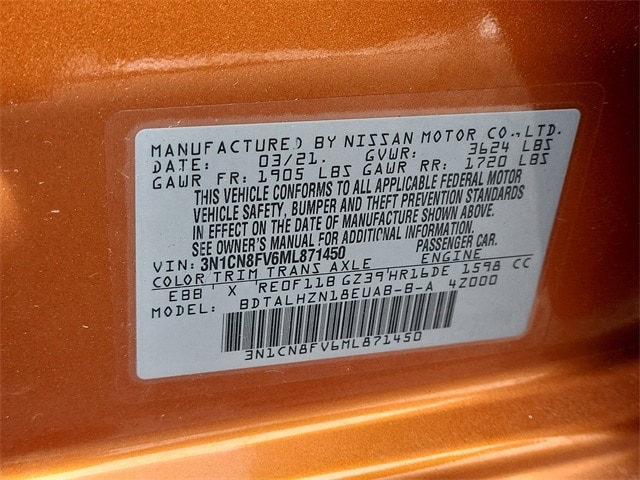 MANUFACTURED BY NISSAN MOTOR CO., LTD.
DATE: 03/21. GVWR: 3624 LBS
GAWR FR: 1905 LBS GAWR RR: 1720 LBS
THIS VEHICLE CONFORMS TO ALL APPLICABLE FEDERAL MOTOR
VEHICLE SAFETY, BUMPER AND THEFT PREVENTION STANDARDS
IN EFFECT ON THE DATE OF MANUFACTURE SHOWN ABOVE.
SEE OWNER'S MANUAL FOR ADDITIONAL INFORMATION
VIN: 3N1CN8FV6ML871450 PASSENGER CAR.
COLOR TRIM TRANS AXLE ENGINE
EBB ' X ' RE0F11B GZ39'HR16DE 1598 CC
MODEL: BDTALHZN18EUAB-B-A 4Z000
3N1CN8FV6ML871450